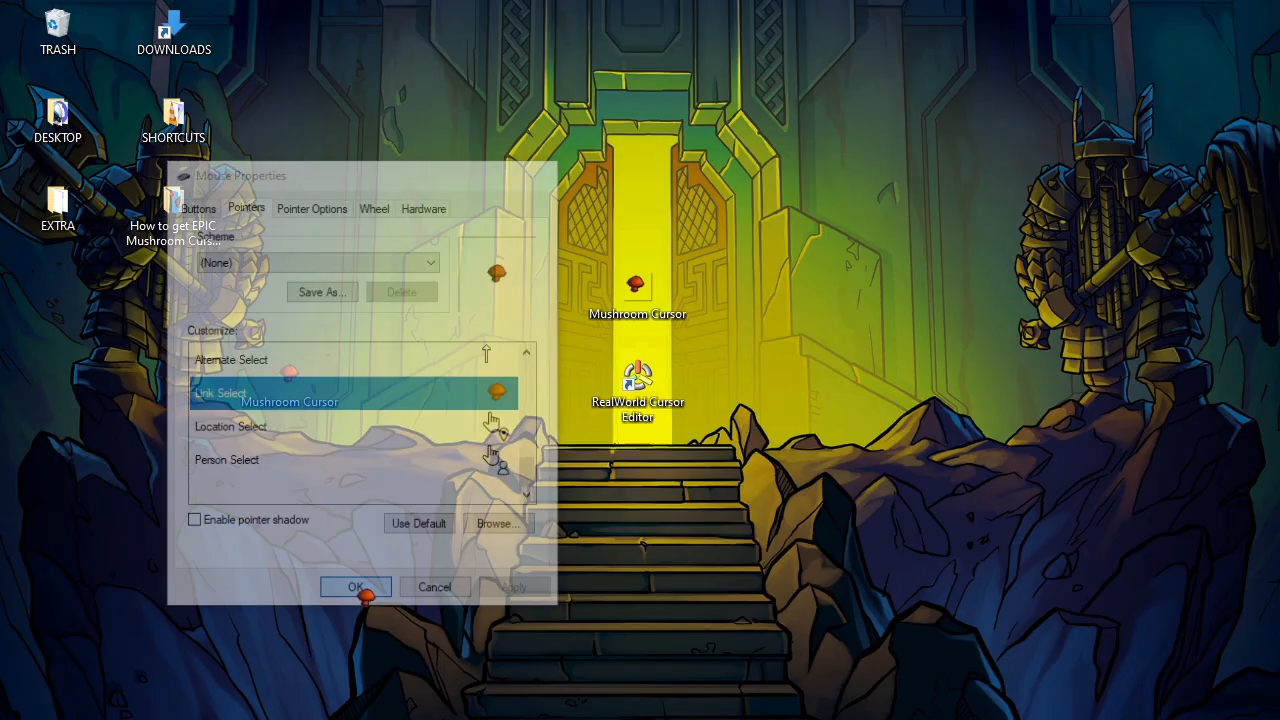 TRASH
DOWNLOADS
DESKTOP
SHORTCUTS
EXTRA
How to get EPIC
Mushroom Curs...
Mouse Properties
Buttons
Pointers
Pointer Options
Wheel
Hardware
Scheme
(None)
Save As...
Delete
Customize:
Alternate Select
Link Select
Mushroom Cursor
Location Select
Person Select
Enable pointer shadow
Use Default
Browse...
OK
Cancel
Apply
Mushroom Cursor
RealWorld Cursor
Editor